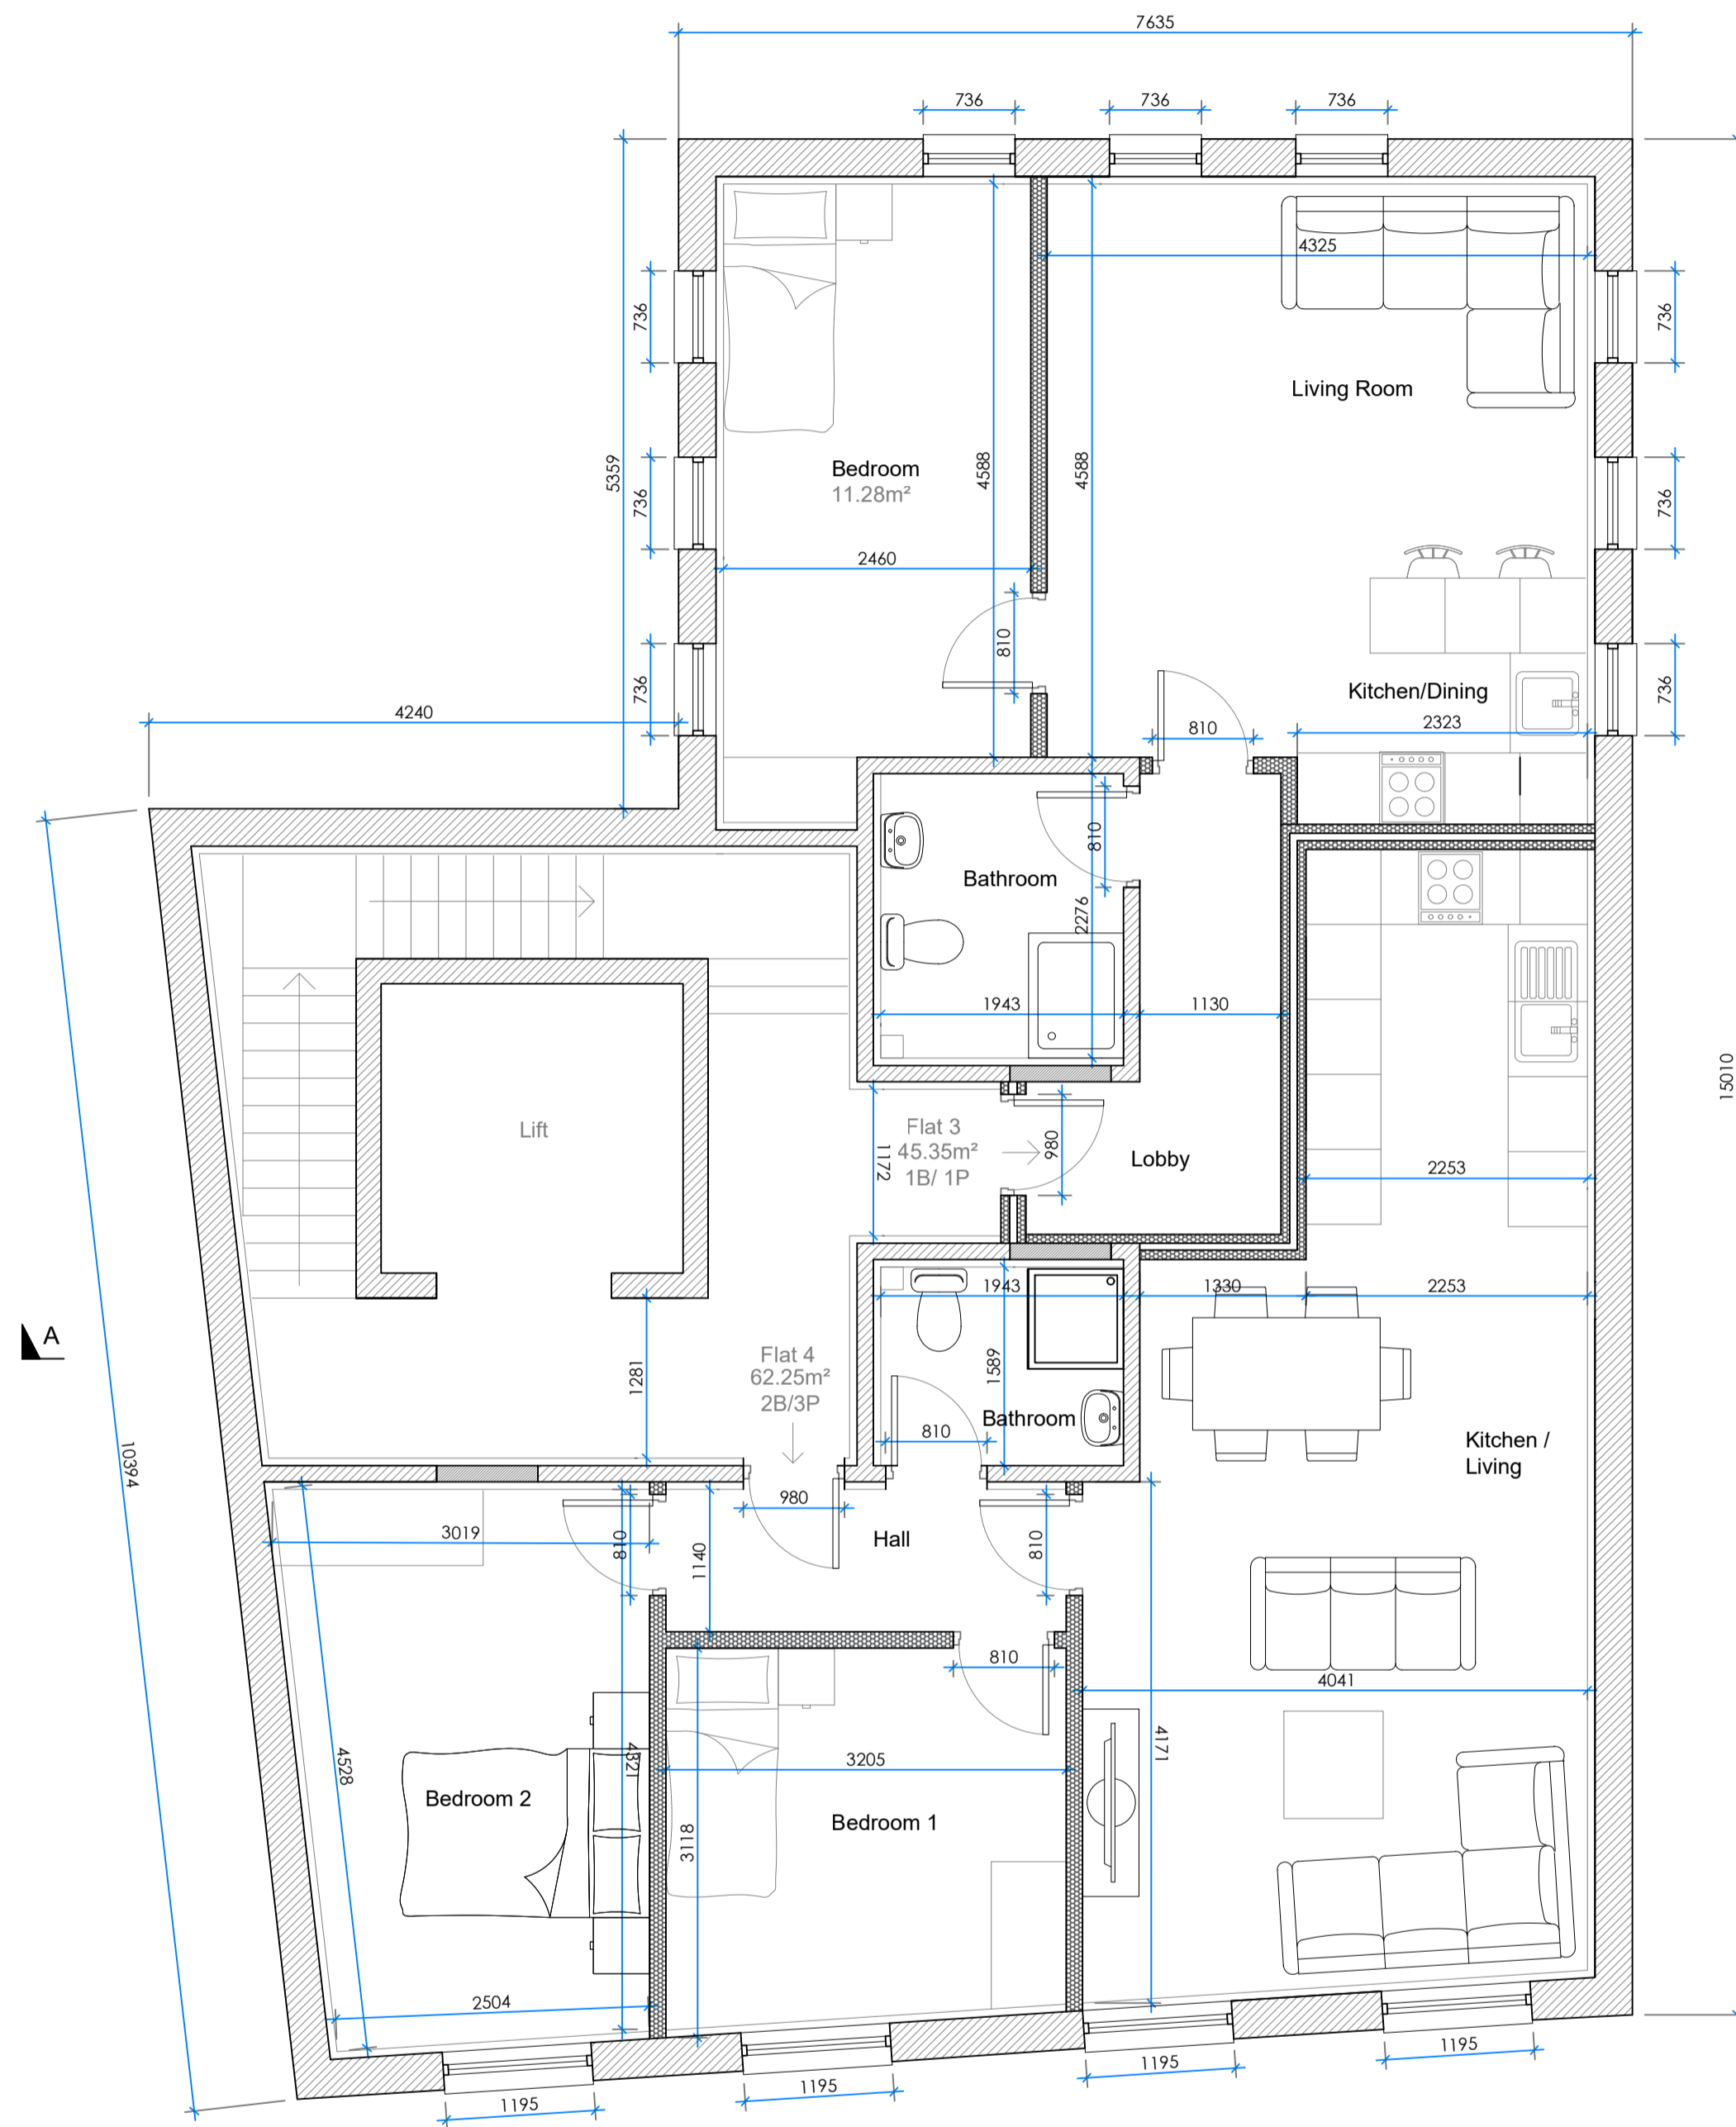 7635
736
736
736
4325
736
736
Living Room
5359
Bedroom
11.28m²
4588
4588
736
736
2460
810
Kitchen/Dining
736
736
4240
2323
810
810
Bathroom
2276
1943
1130
15010
Lift
Flat 3
45.35m²
1B/ 1P
1172
980
Lobby
2253
1943
1330
2253
A
1281
Flat 4
62.25m²
2B/3P
1589
Bathroom
810
Kitchen /
Living
10394
980
Hall
3019
810
1140
810
810
4041
4528
4321
4171
3205
Bedroom 2
Bedroom 1
3118
2504
1195
1195
1195
1195